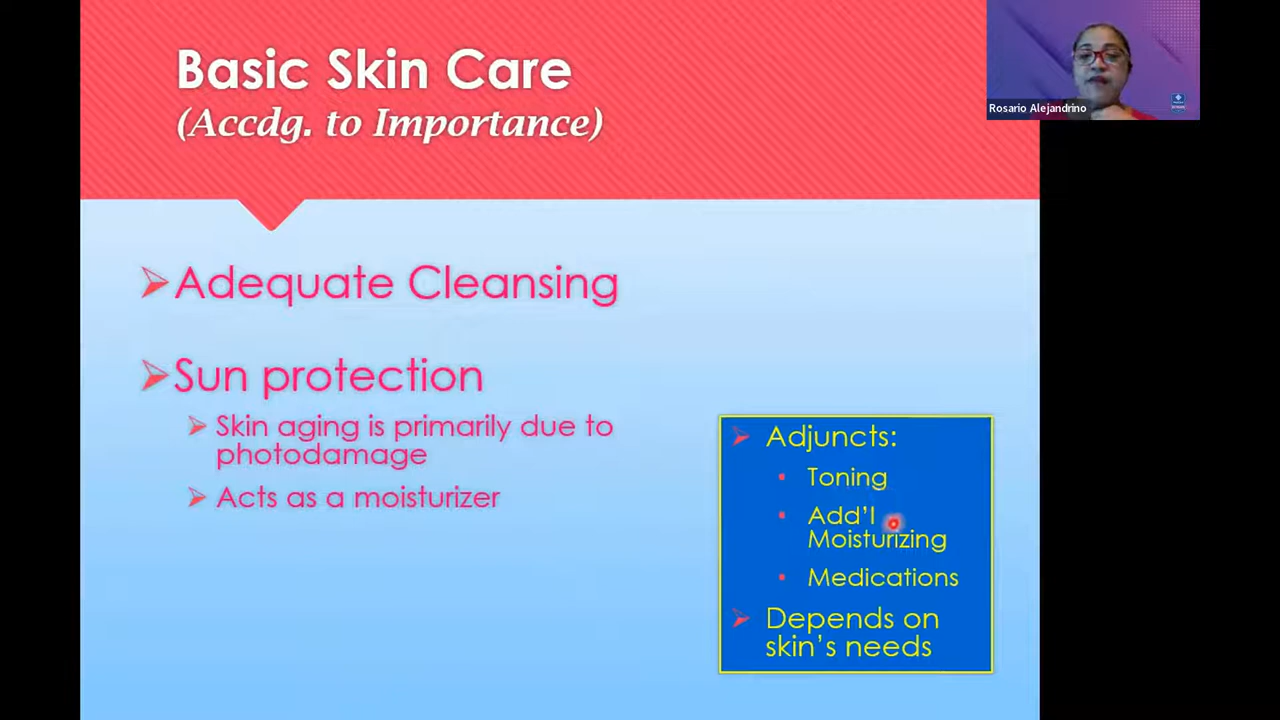 Basic Skin Care
(Accdg. to Importance)
Rosario Alejandrino
Adequate Cleansing
Sun protection
Skin aging is primarily due to
photodamage
Acts as a moisturizer
Adjuncts:
Toning
Add'l
Moisturizing
Medications
Depends on
skin's needs